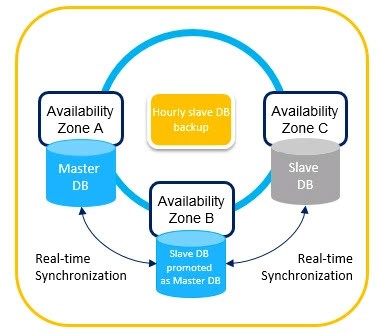 Hourly slave DB
backup
Availability
Zone A
Master
DB
Availability
Zone C
Slave
DB
Availability
Zone B
Slave DB
promoted
as Master DB
Real-time
Synchronization
Real-time
Synchronization